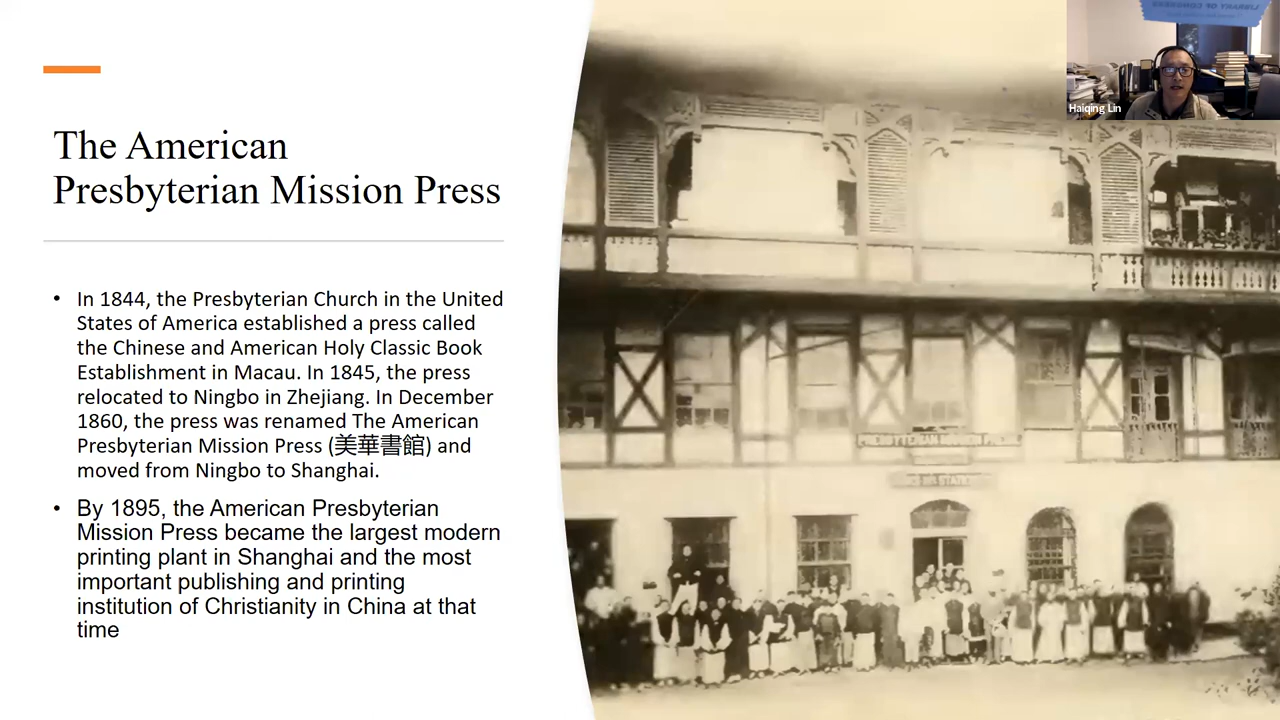 LIBRARY OF CONGRESS
Haiqing Lin
The American
Presbyterian Mission Press
• In 1844, the Presbyterian Church in the United
States of America established a press called
the Chinese and American Holy Classic Book
Establishment in Macau. In 1845, the press
relocated to Ningbo in Zhejiang. In December
1860, the press was renamed The American
Presbyterian Mission Press (美華書館) and
moved from Ningbo to Shanghai.
• By 1895, the American Presbyterian
Mission Press became the largest modern
printing plant in Shanghai and the most
important publishing and printing
institution of Christianity in China at that
time
PRESBYTERIAN MISSION PRESS